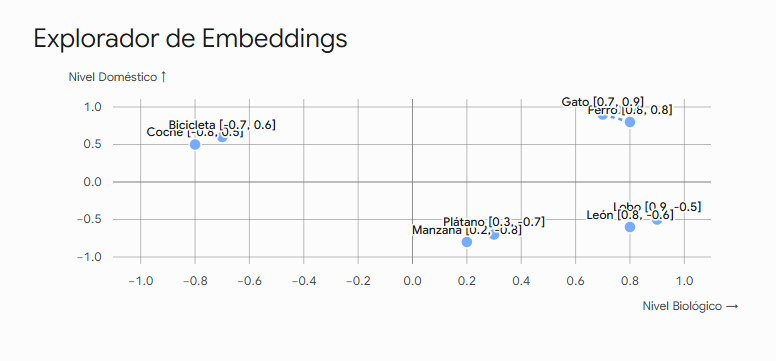 Explorador de Embeddings
Nivel Doméstico ↑
Gato [0.7, 0.9]
Perro [0.8, 0.8]
Bicicleta [-0.7, 0.6]
Coche [-0.8, 0.5]
Lobo [0.9, -0.5]
León [0.8, -0.6]
Plátano [0.3, -0.7]
Manzana [0.2, -0.8]
1.0
0.5
0.0
−0.5
−1.0
−1.0 −0.8 −0.6 −0.4 −0.2 0.0 0.2 0.4 0.6 0.8 1.0
Nivel Biológico →